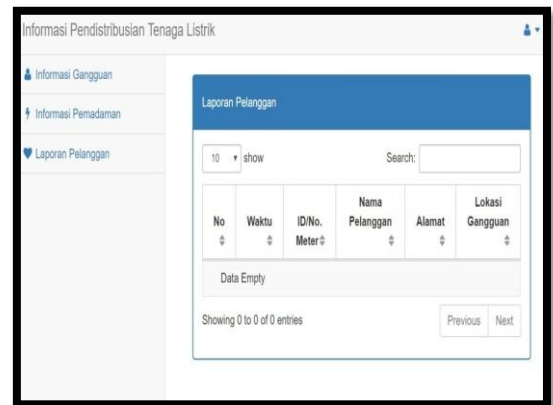 Informasi Pendistribusian Tenaga Listrik
Informasi Gangguan
Informasi Pemadaman
Laporan Pelanggan
Laporan Pelanggan
10 show Search:
No Waktu ID/No. Meter Nama Pelanggan Alamat Lokasi Gangguan
Data Empty
Showing 0 to 0 of 0 entries Previous Next